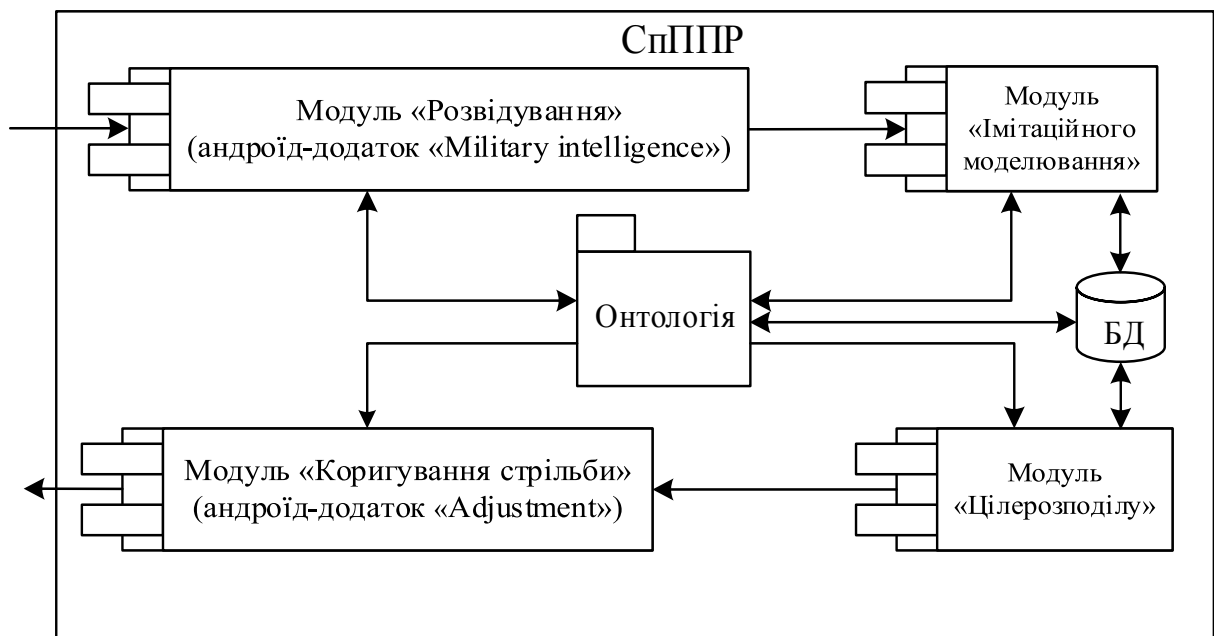 СпППР
Модуль «Розвідування»
(андроїд-додаток «Military intelligence»)
Модуль
«Імітаційного
моделювання»
Онтологія
БД
Модуль «Коригування стрільби»
(андроїд-додаток «Adjustment»)
Модуль
«Цілерозподілу»